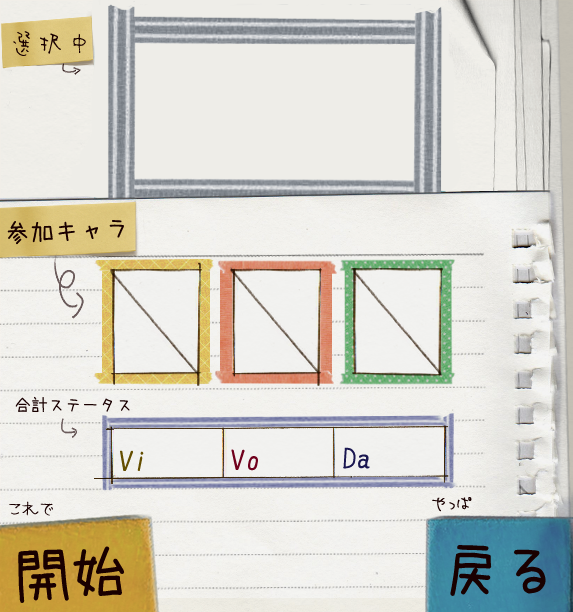 選択中
参加キャラ
合計ステータス
Vi Vo Da
これで
開始
やっぱ
戻る